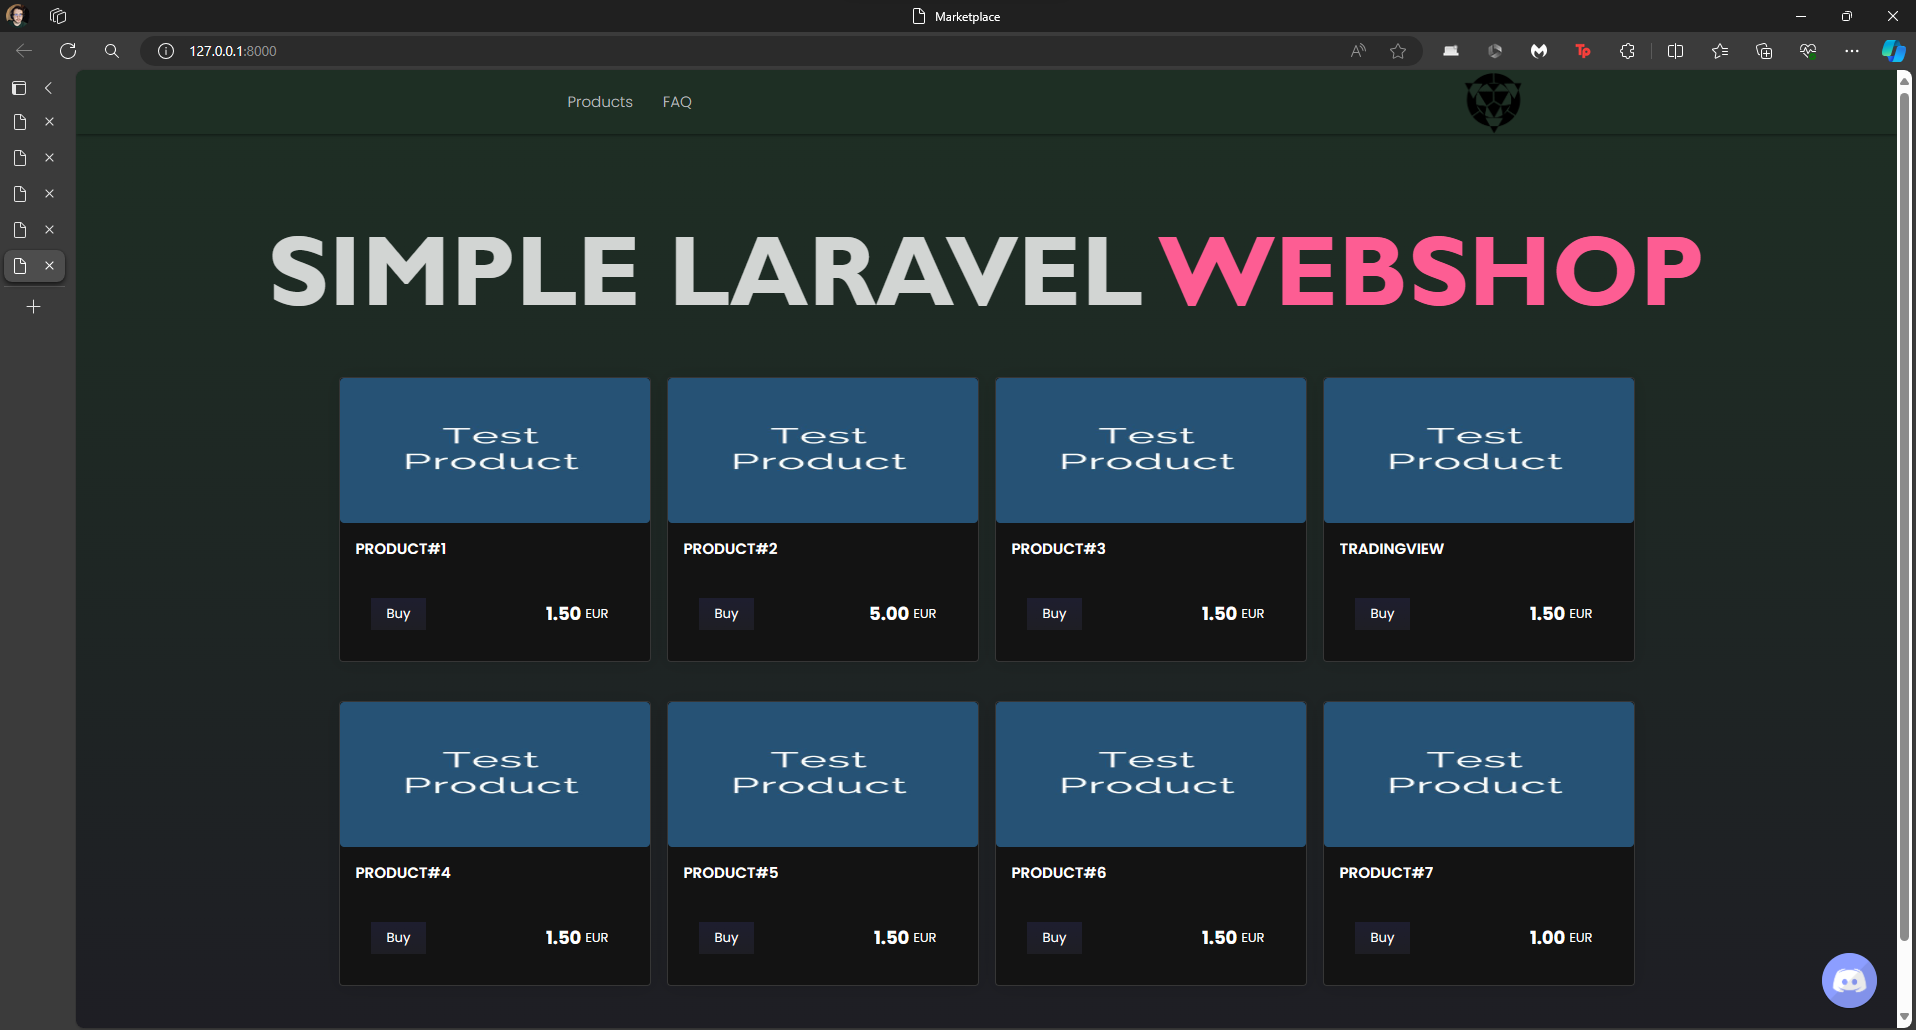 Marketplace
127.0.0.1:8000
Products FAQ
SIMPLE LARAVEL WEBSHOP
Test Test Test Test
Product Product Product Product
PRODUCT#1 PRODUCT#2 PRODUCT#3 TRADINGVIEW
Buy 1.50 EUR Buy 5.00 EUR Buy 1.50 EUR Buy 1.50 EUR
Test Test Test Test
Product Product Product Product
PRODUCT#4 PRODUCT#5 PRODUCT#6 PRODUCT#7
Buy 1.50 EUR Buy 1.50 EUR Buy 1.50 EUR Buy 1.00 EUR